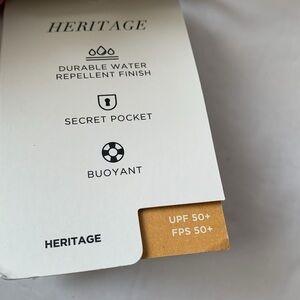 HERITAGE
DURABLE WATER
REPELLENT FINISH
SECRET POCKET
BUOYANT
UPF 50+
FPS 50+
HERITAGE